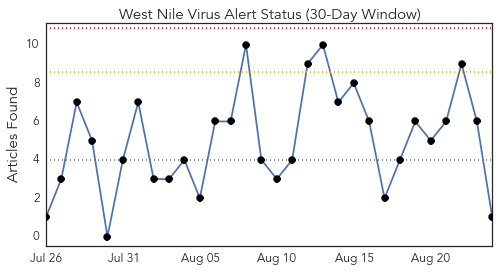 West Nile Virus Alert Status (30-Day Window)
Articles Found
10
8
6
4
2
0
Jul 26 Jul 31 Aug 05 Aug 10 Aug 15 Aug 20